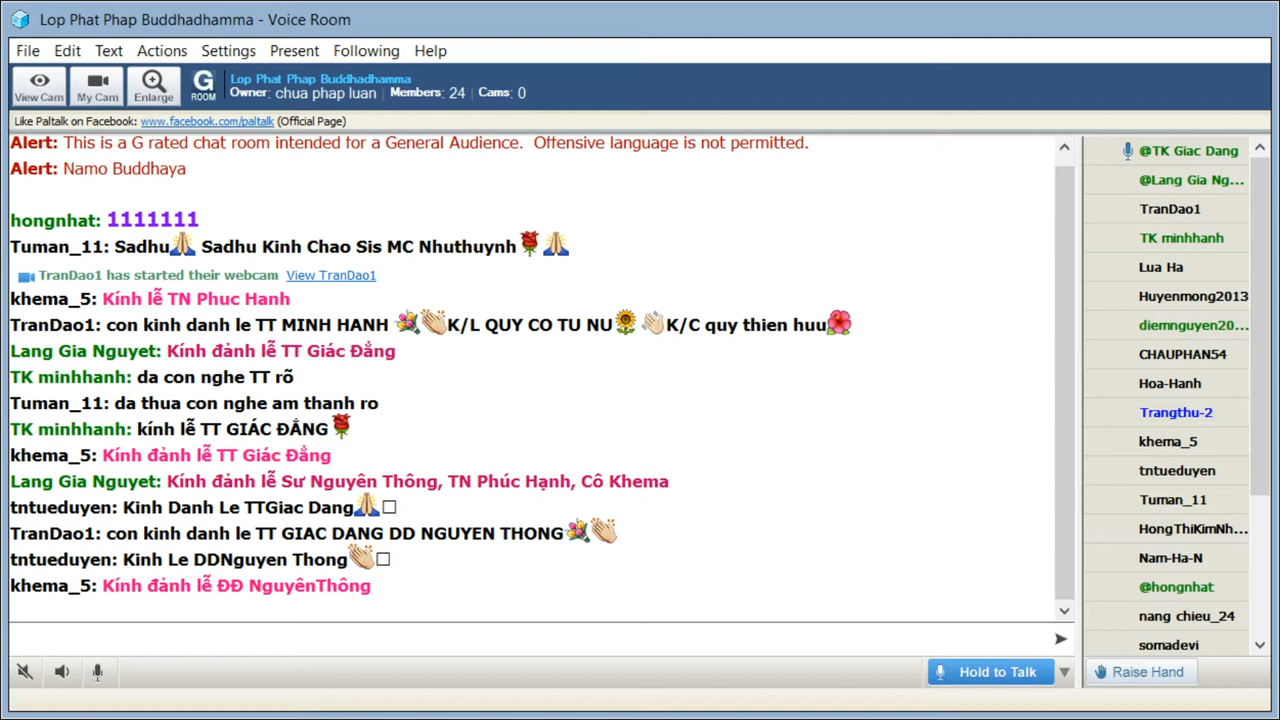 Lop Phat Phap Buddhadhamma - Voice Room
File Edit Text Actions Settings Present Following Help
View Cam My Cam Enlarge G ROOM
Lop Phat Phap Buddhadhamma
Owner: chua phap luan Members: 24 Cams: 0
Like Paltalk on Facebook: www.facebook.com/paltalk (Official Page)
Alert: This is a G rated chat room intended for a General Audience. Offensive language is not permitted.
Alert: Namo Buddhaya
hongnhat: 1111111
Tuman_11: Sadhu🙏 Sadhu Kinh Chao Sis MC Nhuthuynh🌹🙏
TranDao1 has started their webcam View TranDao1
khema_5: Kính lễ TN Phuc Hanh
TranDao1: con kinh danh le TT MINH HANH 💐👏K/L QUY CO TU NU🌻👏K/C quy thien huu🌺
Lang Gia Nguyet: Kính đảnh lễ TT Giác Đẳng
TK minhhanh: da con nghe TT rõ
Tuman_11: da thua con nghe am thanh ro
TK minhhanh: kính lễ TT GIÁC ĐẲNG🌹
khema_5: Kính đảnh lễ TT Giác Đẳng
Lang Gia Nguyet: Kính đảnh lễ Sư Nguyên Thông, TN Phúc Hạnh, Cô Khema
tntueduyen: Kinh Danh Le TTGiac Dang🙏□
TranDao1: con kinh danh le TT GIAC DANG DD NGUYEN THONG💐👏
tntueduyen: Kinh Le DDNguyen Thong👏□
khema_5: Kính đảnh lễ ĐĐ NguyênThông
Hold to Talk
@TK Giac Dang
@Lang Gia Ng...
TranDao1
TK minhhanh
Lua Ha
Huyenmong2013
diemnguyen20...
CHAUPHAN54
Hoa-Hanh
Trangthu-2
khema_5
tntueduyen
Tuman_11
HongThiKimNh...
Nam-Ha-N
@hongnhat
nang chieu_24
somadevi
Raise Hand